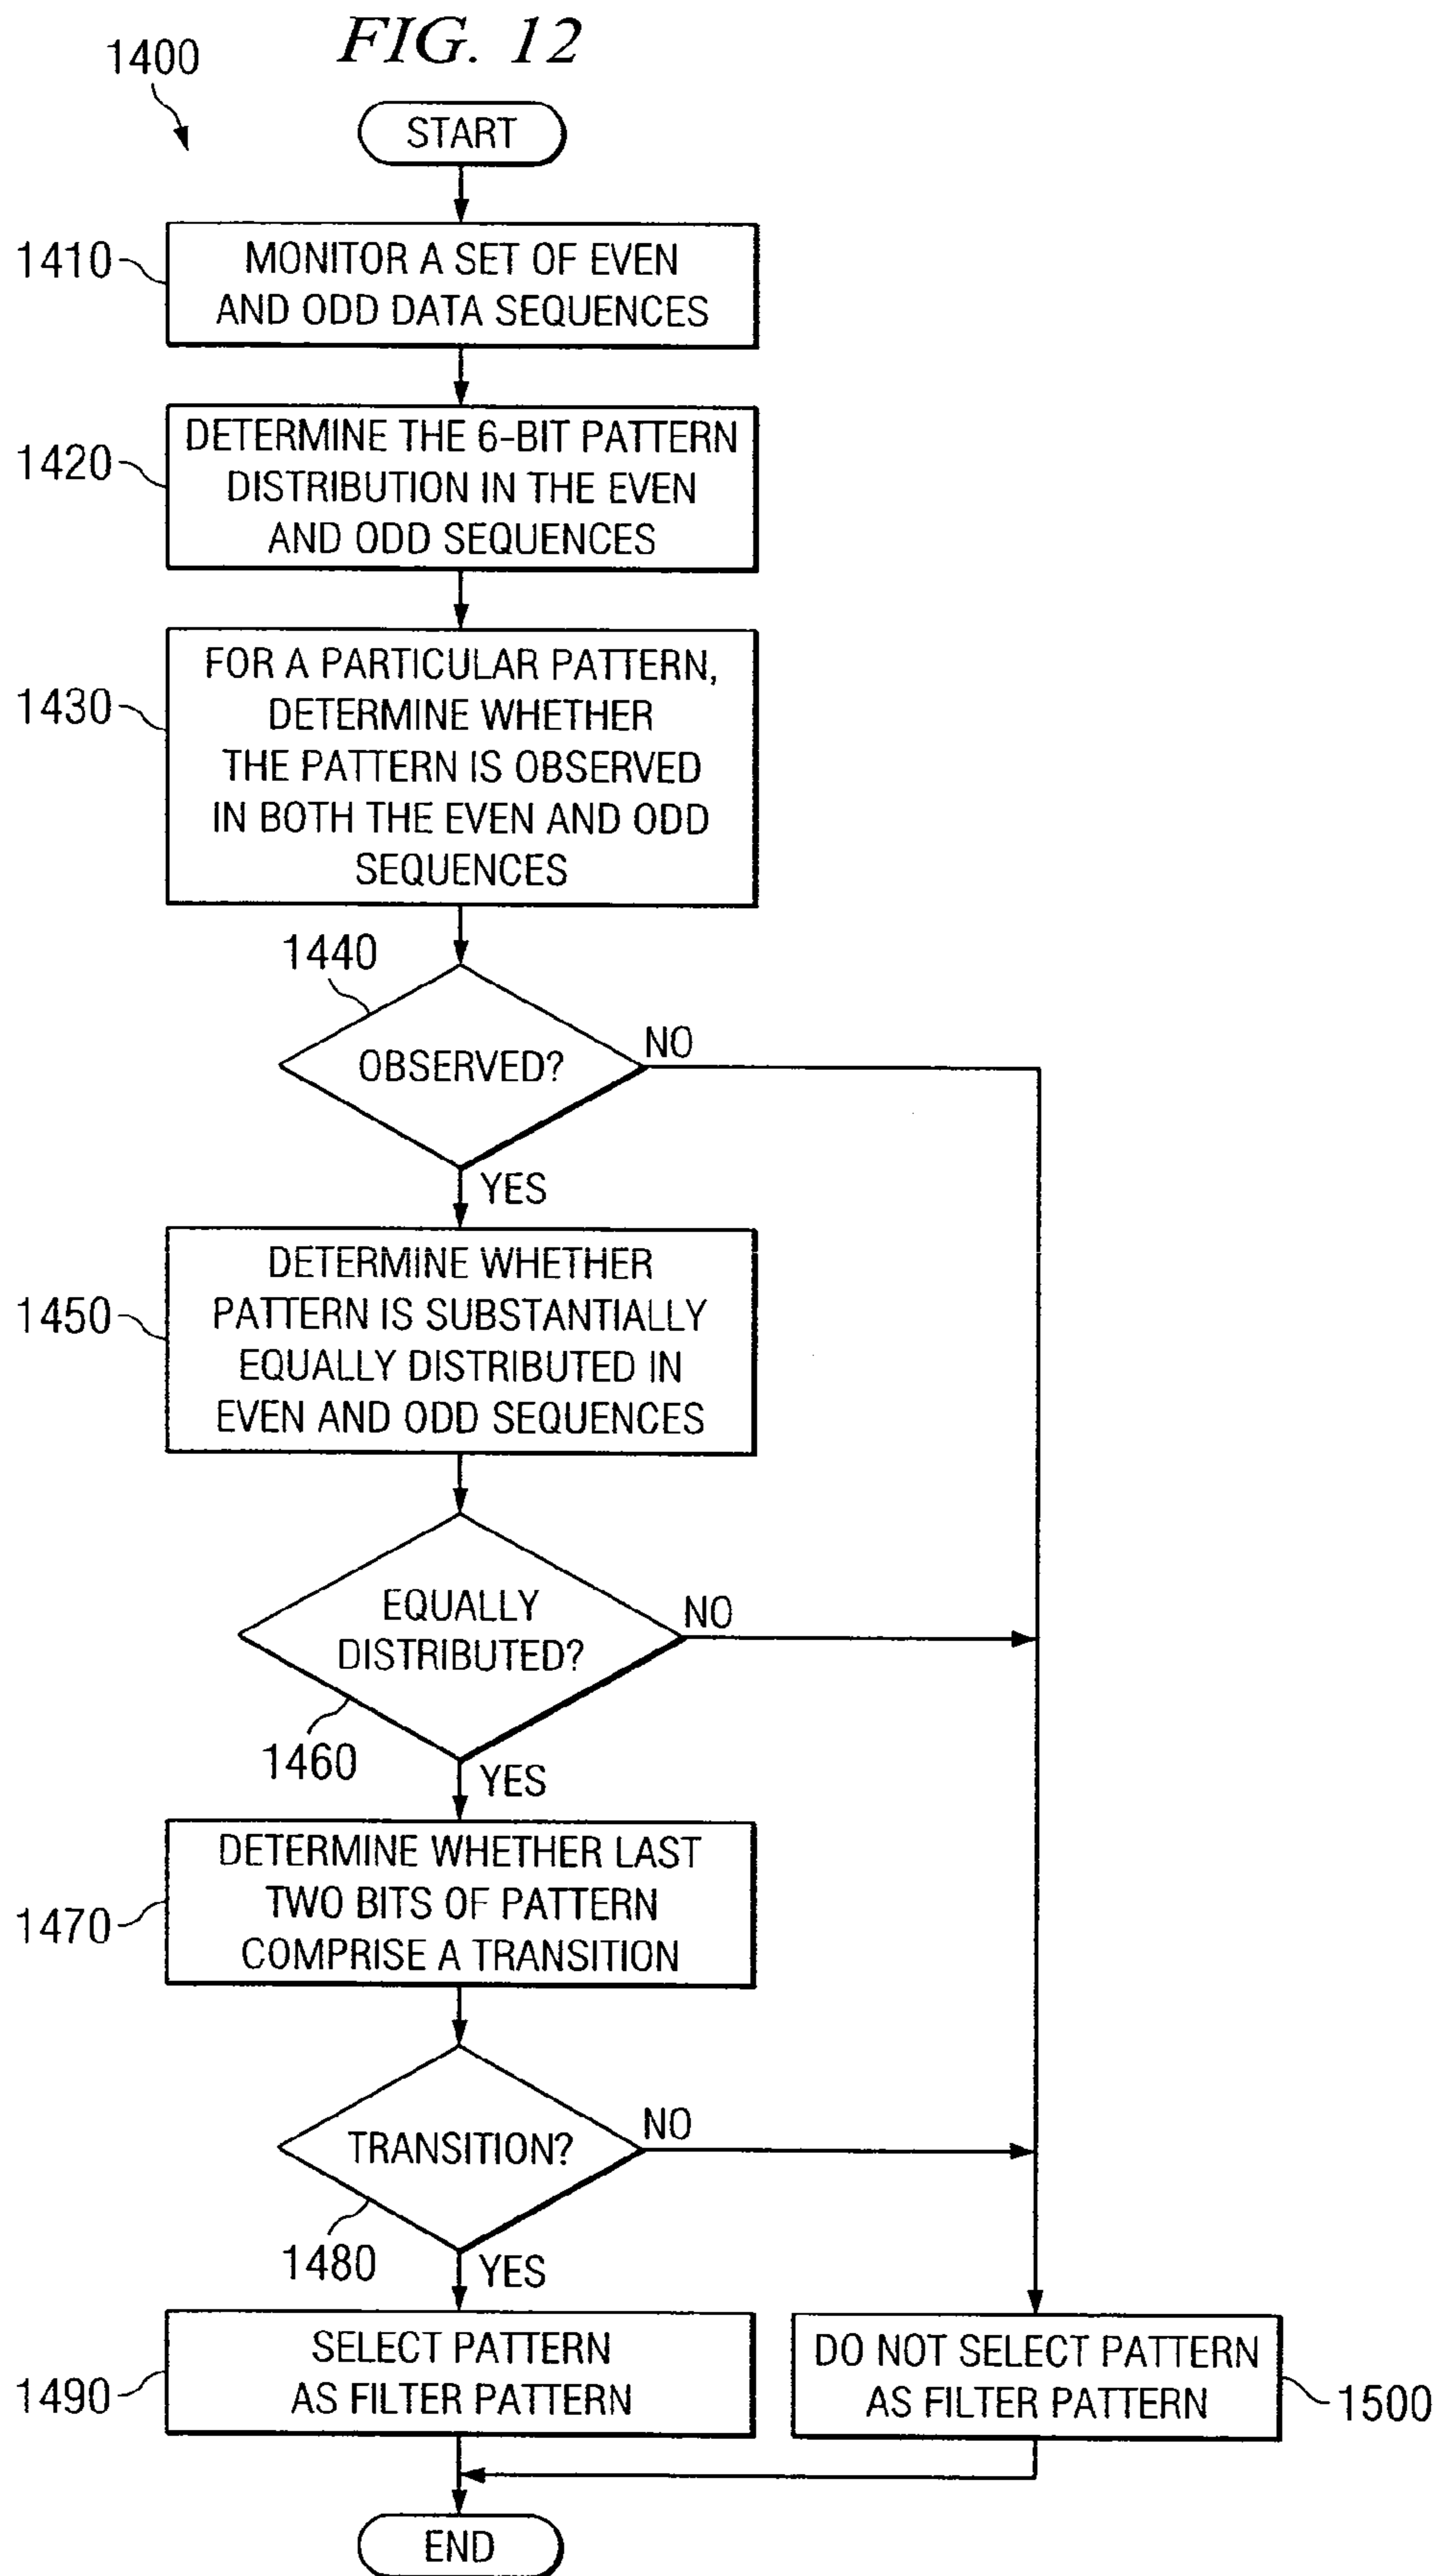 FIG. 12
1400
START
1410
MONITOR A SET OF EVEN
AND ODD DATA SEQUENCES
1420
DETERMINE THE 6-BIT PATTERN
DISTRIBUTION IN THE EVEN
AND ODD SEQUENCES
1430
FOR A PARTICULAR PATTERN,
DETERMINE WHETHER
THE PATTERN IS OBSERVED
IN BOTH THE EVEN AND ODD
SEQUENCES
1440
OBSERVED?
NO
YES
1450
DETERMINE WHETHER
PATTERN IS SUBSTANTIALLY
EQUALLY DISTRIBUTED IN
EVEN AND ODD SEQUENCES
EQUALLY
DISTRIBUTED?
NO
1460
YES
1470
DETERMINE WHETHER LAST
TWO BITS OF PATTERN
COMPRISE A TRANSITION
TRANSITION?
NO
1480
YES
1490
SELECT PATTERN
AS FILTER PATTERN
DO NOT SELECT PATTERN
AS FILTER PATTERN
1500
END